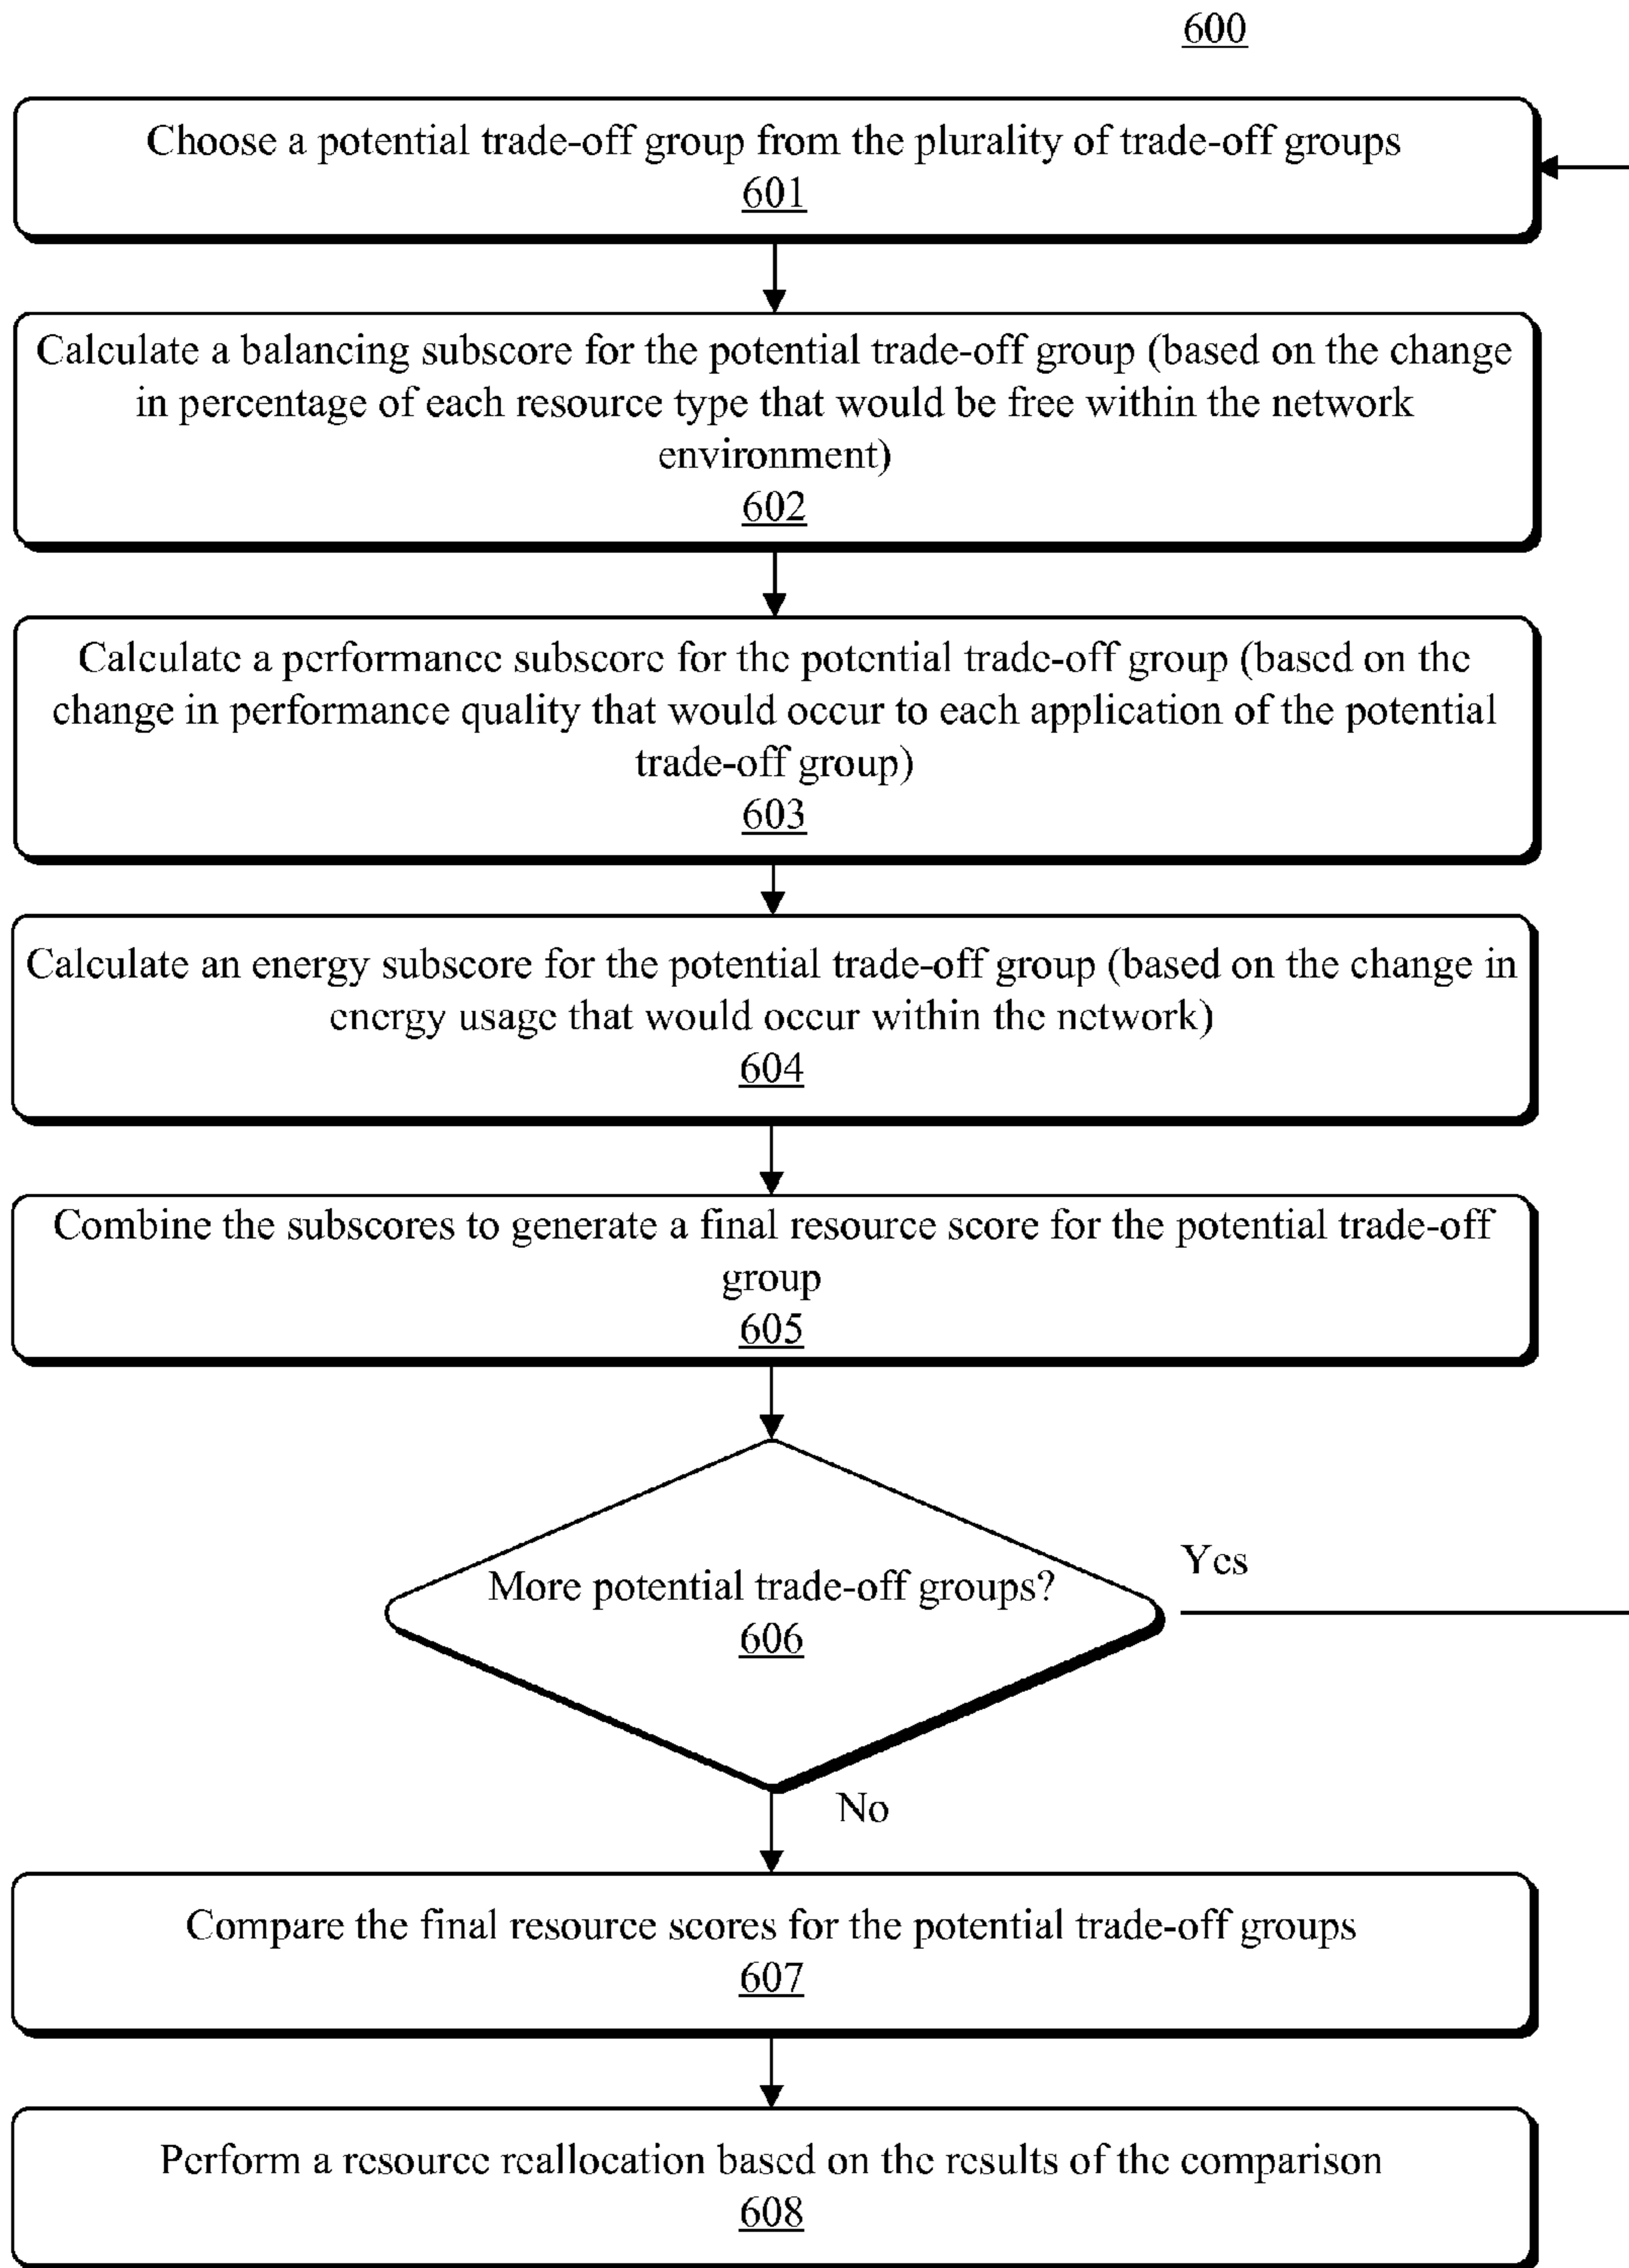 600
Choose a potential trade-off group from the plurality of trade-off groups
601
Calculate a balancing subscore for the potential trade-off group (based on the change
in percentage of each resource type that would be free within the network
environment)
602
Calculate a performance subscore for the potential trade-off group (based on the
change in performance quality that would occur to each application of the potential
trade-off group)
603
Calculate an energy subscore for the potential trade-off group (based on the change in
energy usage that would occur within the network)
604
Combine the subscores to generate a final resource score for the potential trade-off
group
605
More potential trade-off groups?
606
Yes
No
Compare the final resource scores for the potential trade-off groups
607
Perform a resource reallocation based on the results of the comparison
608